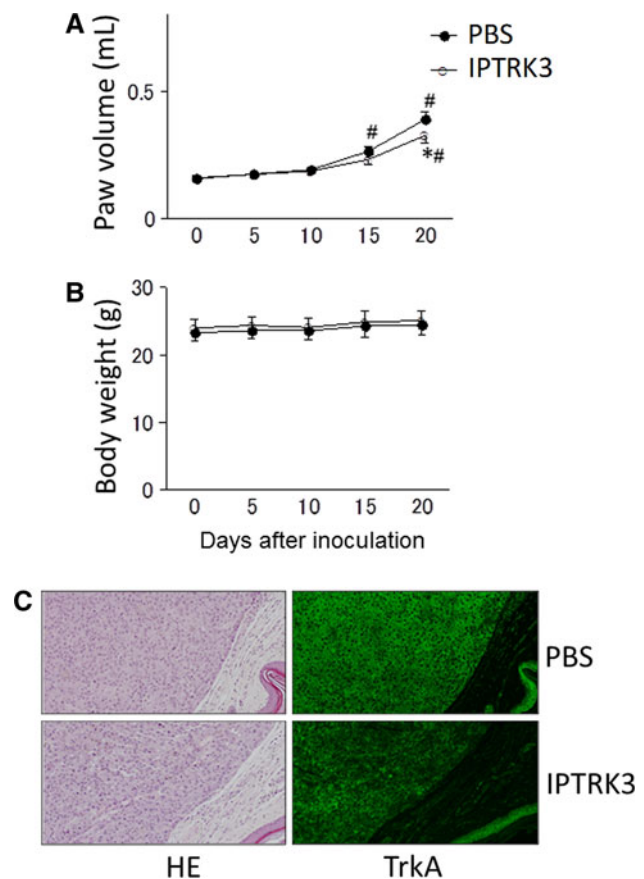 A
Paw volume (mL)
PBS
IPTRK3
0.5
0
#
#
*#
0 5 10 15 20
B
Body weight (g)
30
20
10
0
0 5 10 15 20
Days after inoculation
C
PBS
IPTRK3
HE
TrkA